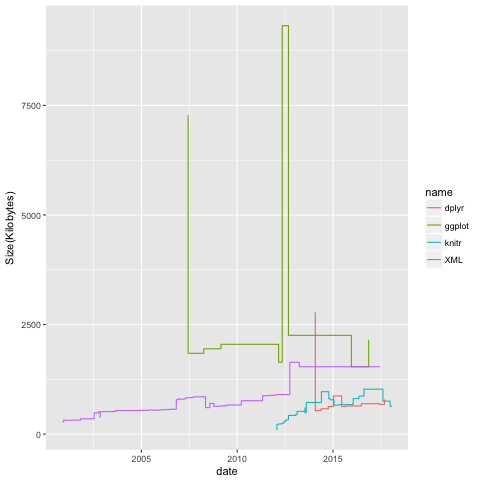 7500
5000
2500
0
Size(Kilobytes)
2005
2010
2015
date
name
dplyr
ggplot
knitr
XML